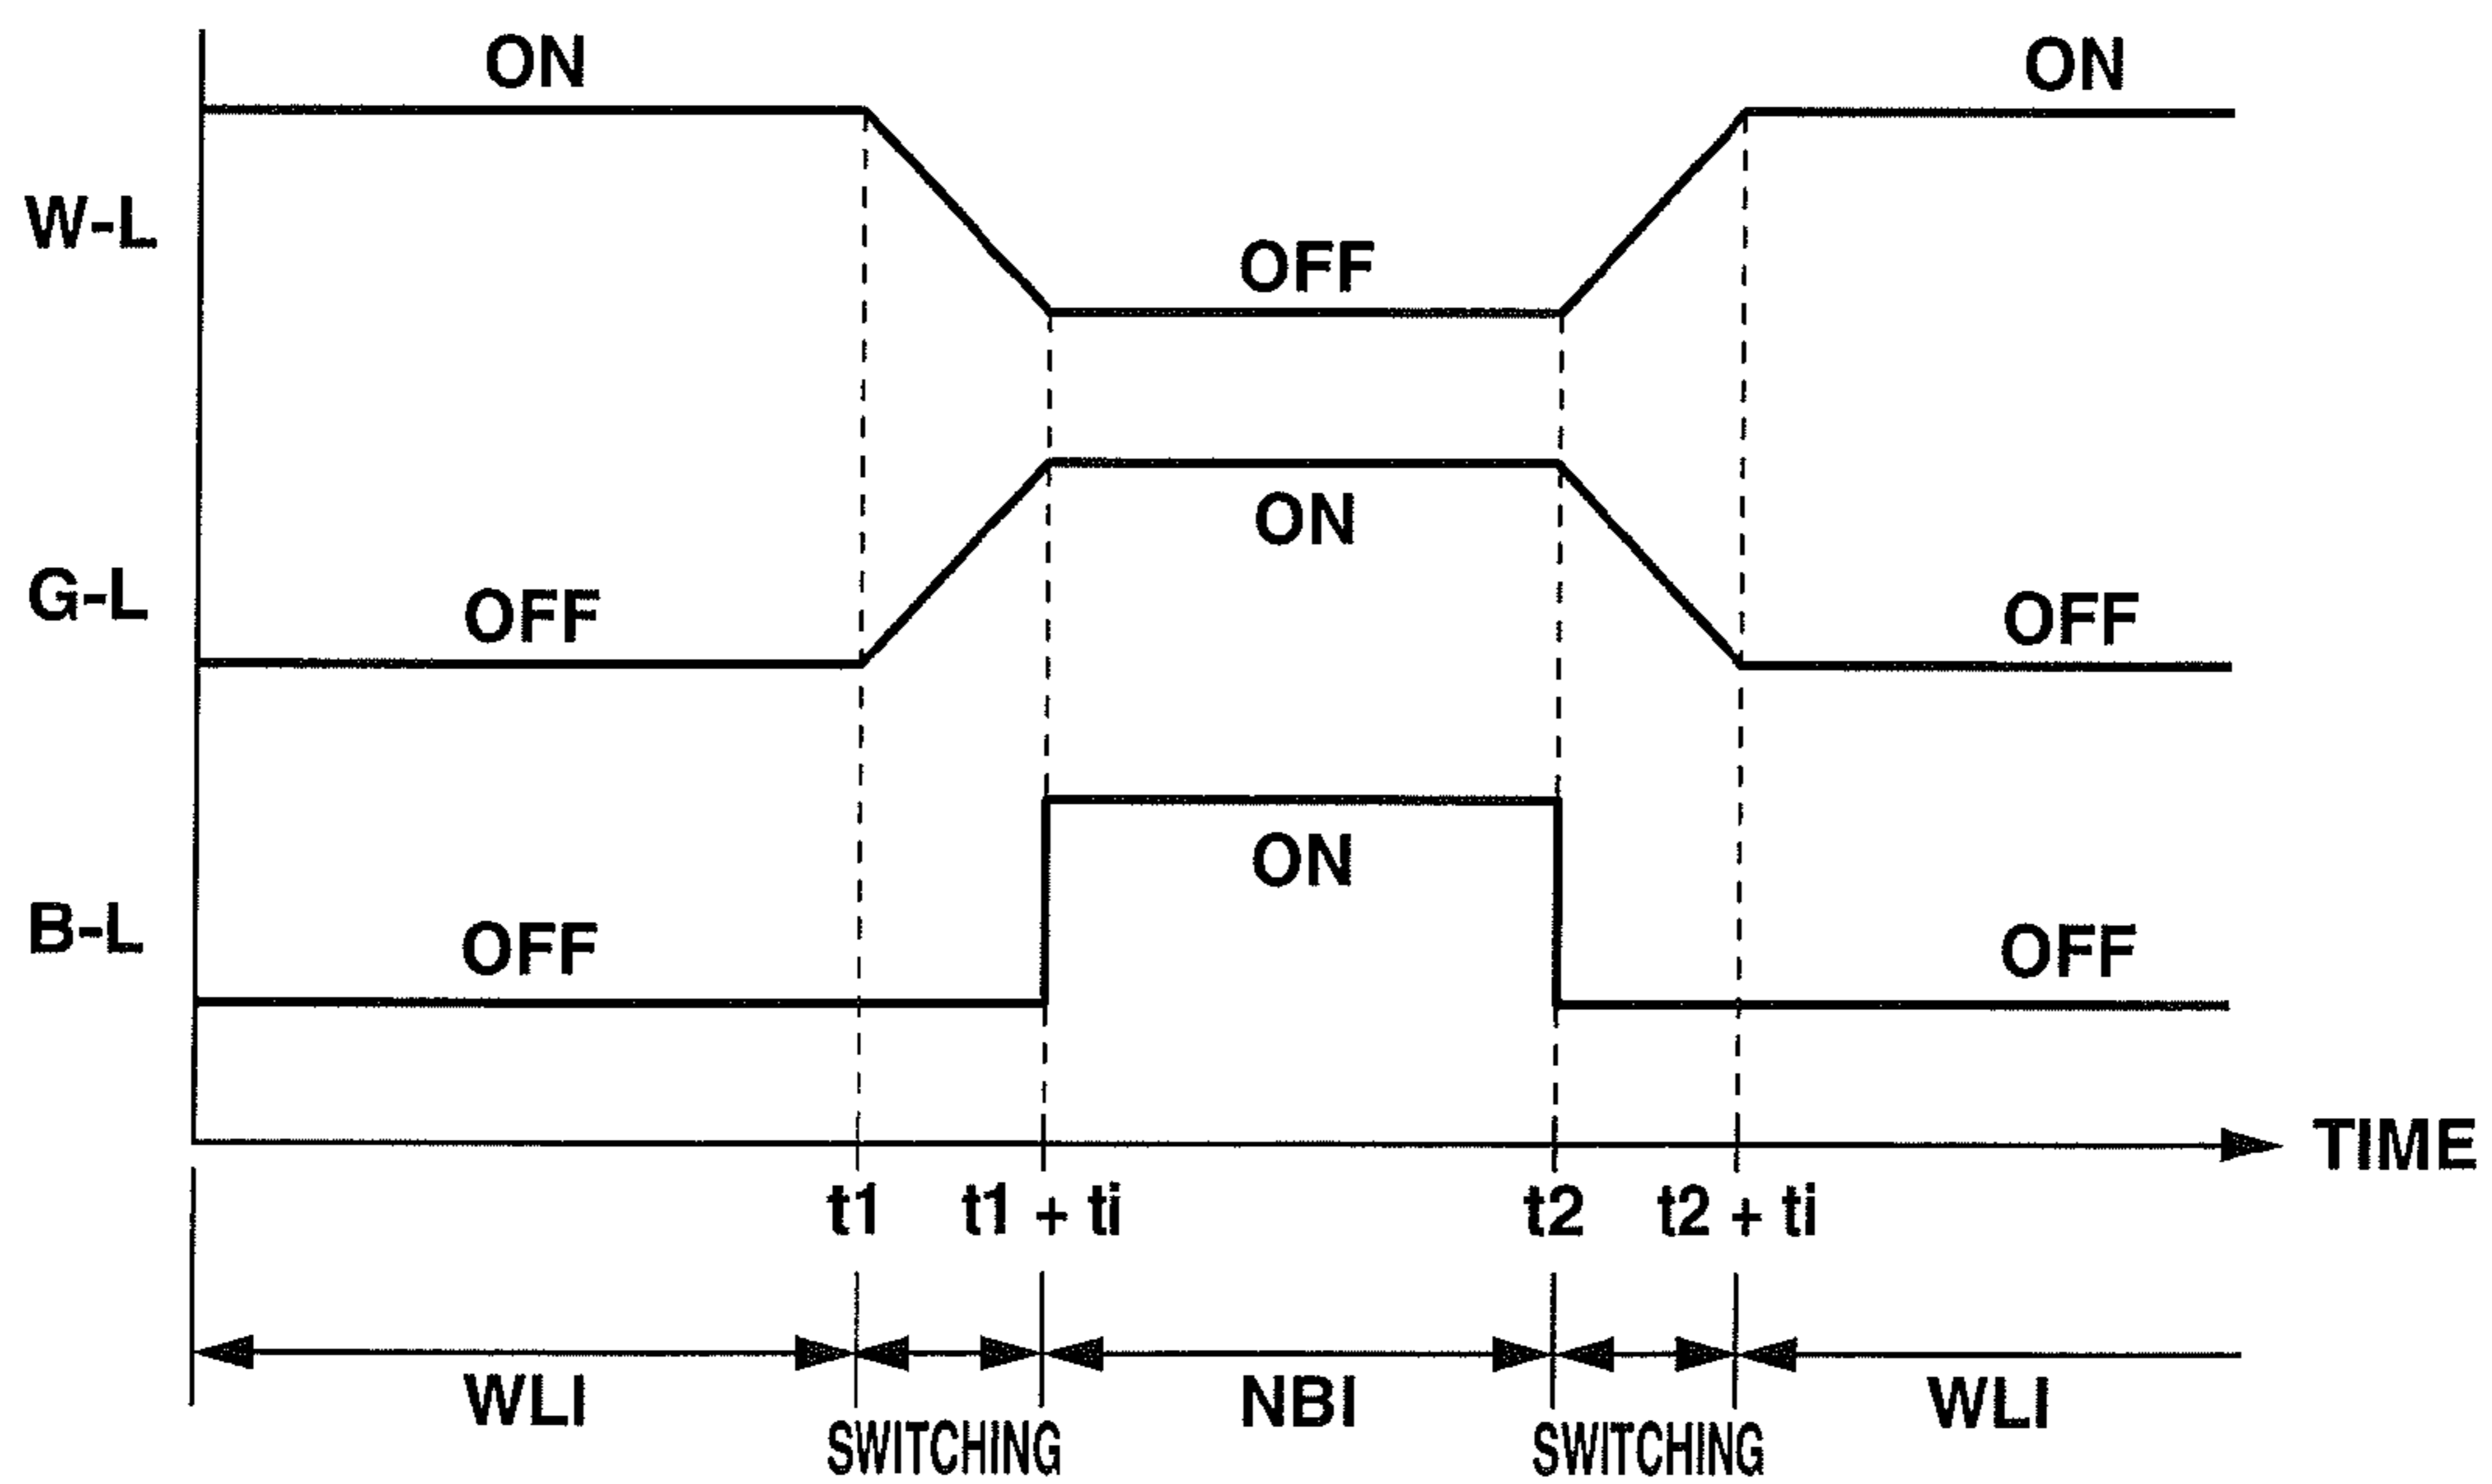 ON ON
W-L
OFF
ON
G-L OFF OFF
ON
B-L OFF OFF
TIME
t1 t1 + ti t2 t2 + ti
WLI NBI WLI
SWITCHING SWITCHING